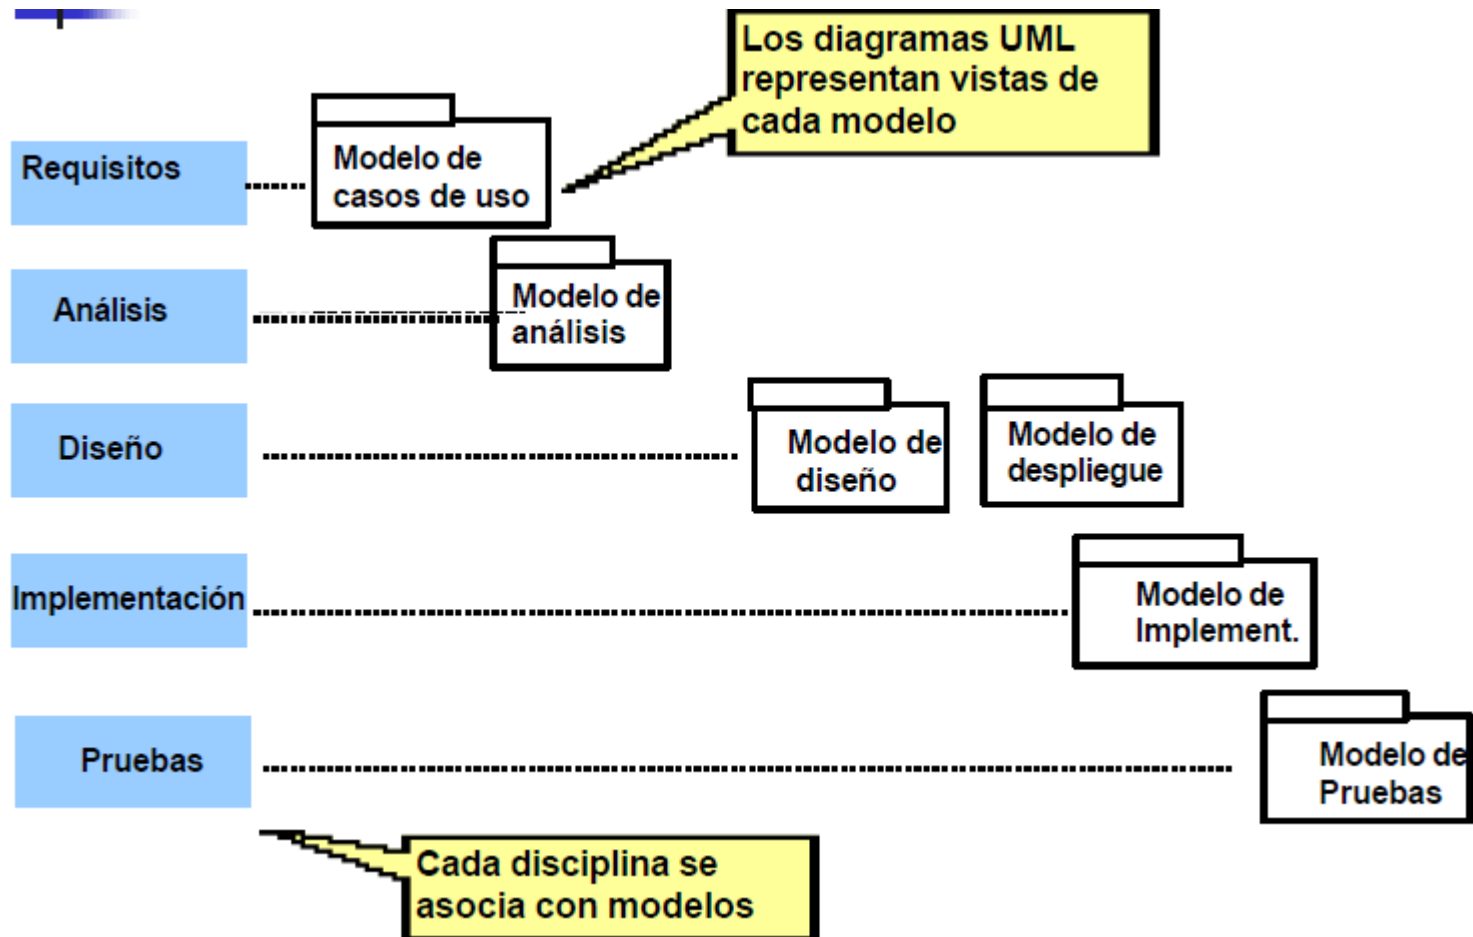 Los diagramas UML
representan vistas de
cada modelo
Requisitos
Modelo de
casos de uso
Análisis
Modelo de
análisis
Diseño
Modelo de
diseño
Modelo de
despliegue
Implementación
Modelo de
Implement.
Pruebas
Modelo de
Pruebas
Cada disciplina se
asocia con modelos